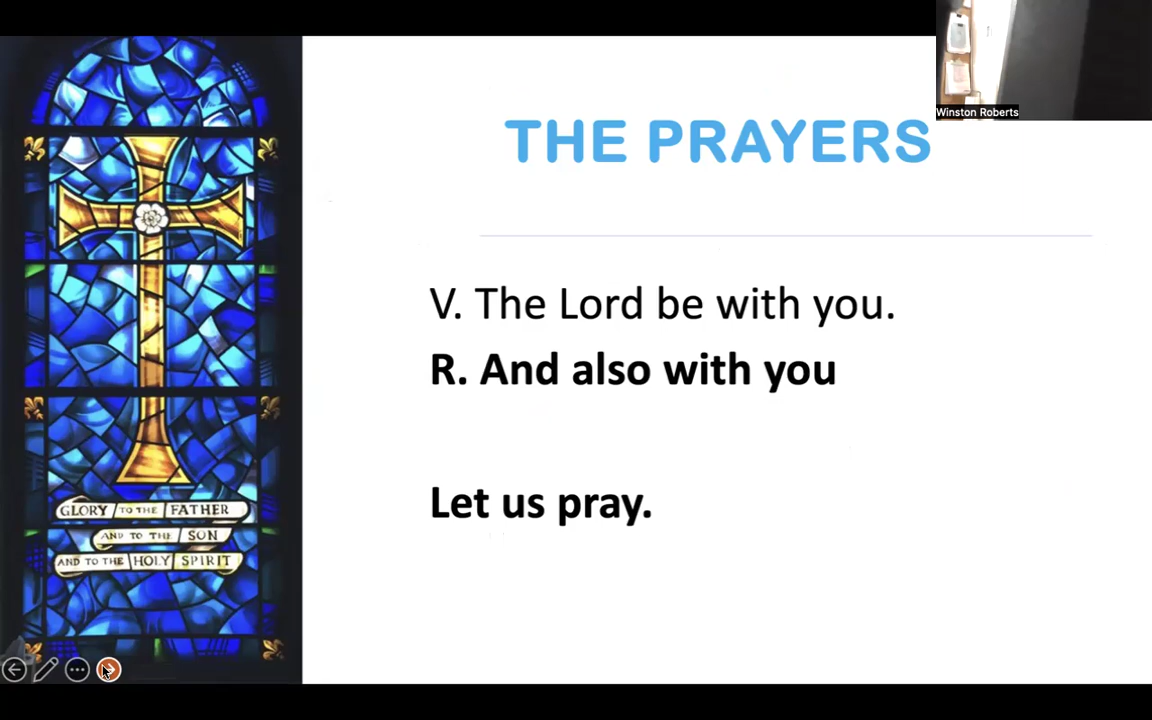 Winston Roberts
THE PRAYERS
V. The Lord be with you.
R. And also with you
Let us pray.
GLORY TO THE FATHER
AND TO THE SON
AND TO THE HOLY SPIRIT